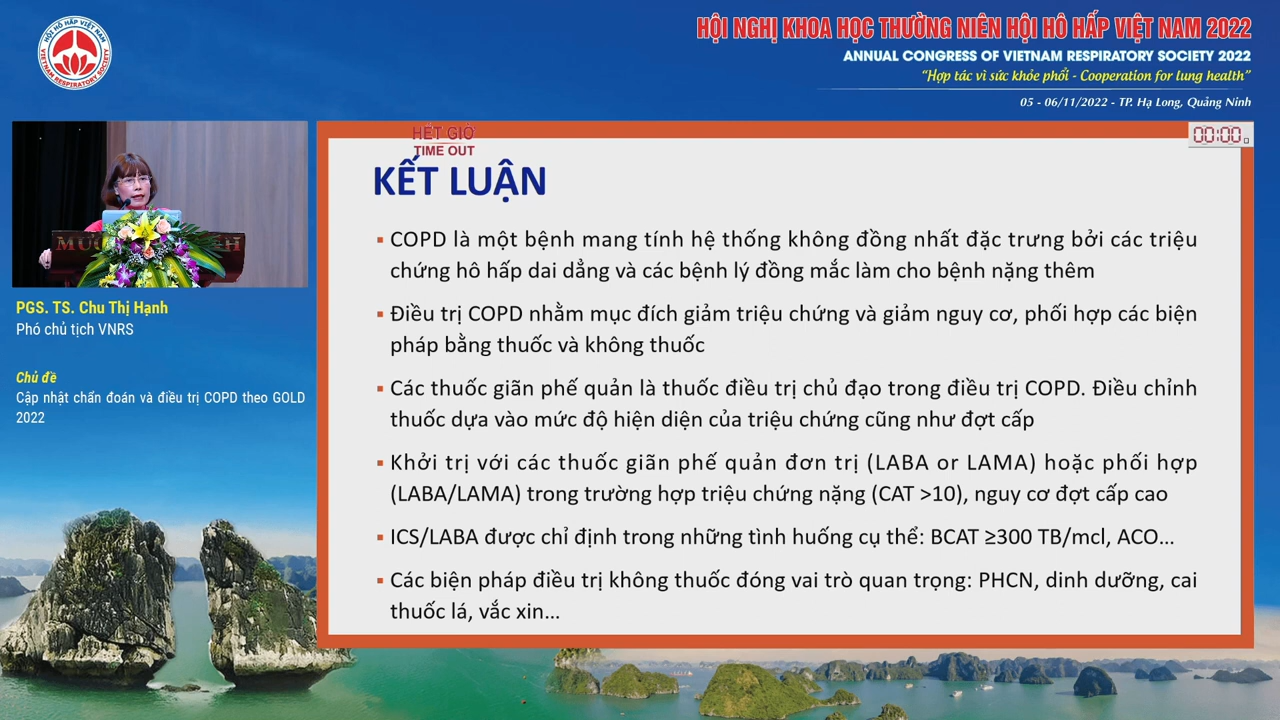 HỘI HÔ HẤP VIỆT NAM
VIETNAM RESPIRATORY SOCIETY
HỘI NGHỊ KHOA HỌC THƯỜNG NIÊN HỘI HÔ HẤP VIỆT NAM 2022
ANNUAL CONGRESS OF VIETNAM RESPIRATORY SOCIETY 2022
“Hợp tác vì sức khỏe phổi - Cooperation for lung health”
05 - 06/11/2022 - TP. Hạ Long, Quảng Ninh
PGS. TS. Chu Thị Hạnh
Phó chủ tịch VNRS
Chủ đề
Cập nhật chẩn đoán và điều trị COPD theo GOLD
2022
HẾT GIỜ
TIME OUT
00:00
KẾT LUẬN
▪ COPD là một bệnh mang tính hệ thống không đồng nhất đặc trưng bởi các triệu
chứng hô hấp dai dẳng và các bệnh lý đồng mắc làm cho bệnh nặng thêm
▪ Điều trị COPD nhằm mục đích giảm triệu chứng và giảm nguy cơ, phối hợp các biện
pháp bằng thuốc và không thuốc
▪ Các thuốc giãn phế quản là thuốc điều trị chủ đạo trong điều trị COPD. Điều chỉnh
thuốc dựa vào mức độ hiện diện của triệu chứng cũng như đợt cấp
▪ Khởi trị với các thuốc giãn phế quản đơn trị (LABA or LAMA) hoặc phối hợp
(LABA/LAMA) trong trường hợp triệu chứng nặng (CAT >10), nguy cơ đợt cấp cao
▪ ICS/LABA được chỉ định trong những tình huống cụ thể: BCAT ≥300 TB/mcl, ACO...
▪ Các biện pháp điều trị không thuốc đóng vai trò quan trọng: PHCN, dinh dưỡng, cai
thuốc lá, vắc xin...